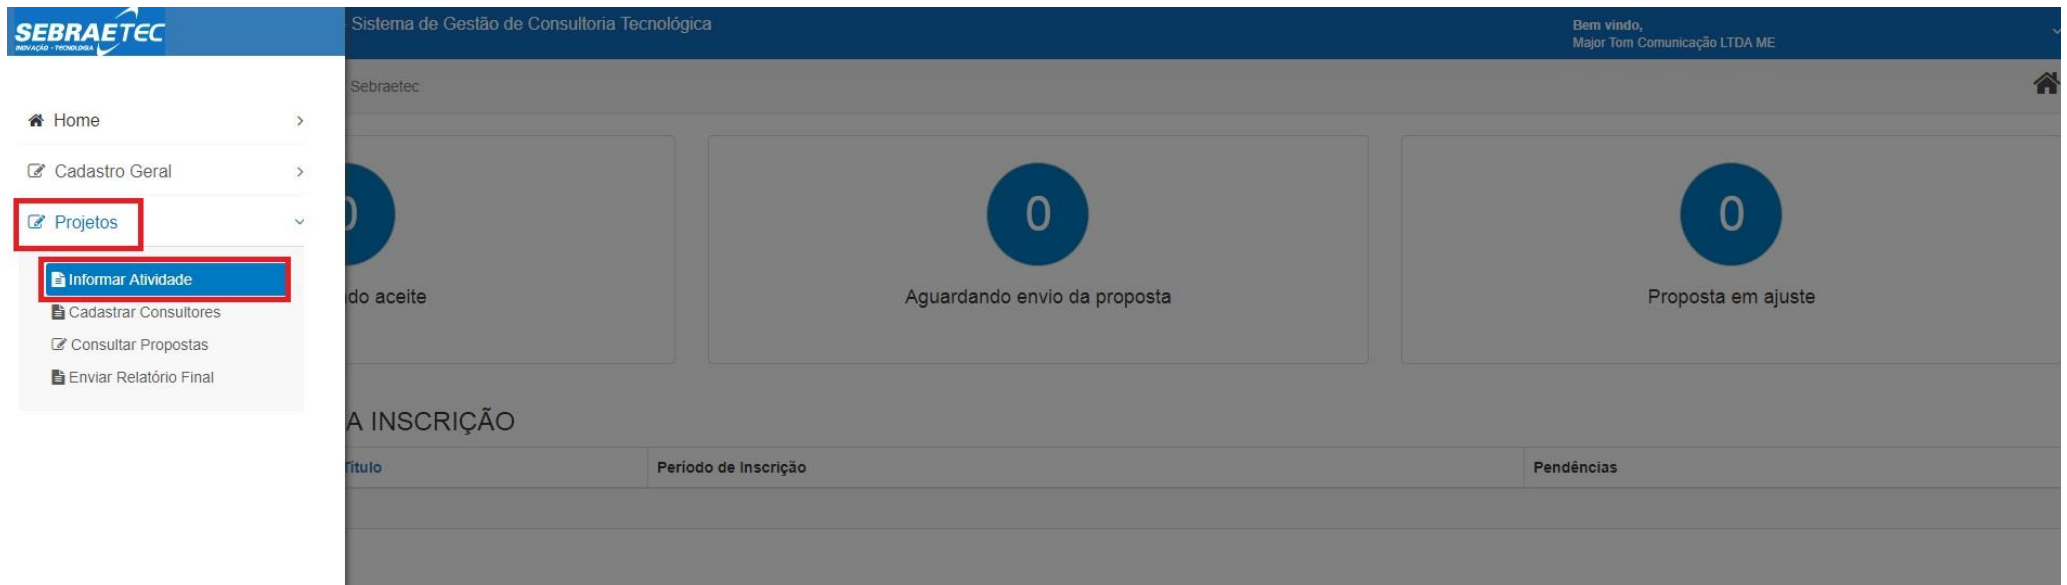 SEBRAETEC
INOVAÇÃO - TECNOLOGIA
Sistema de Gestão de Consultoria Tecnológica
Bem vindo,
Major Tom Comunicação LTDA ME
Sebraetec
Home
Cadastro Geral
Projetos
Informar Atividade
Cadastrar Consultores
Consultar Propostas
Enviar Relatório Final
do aceite
0
Aguardando envio da proposta
0
Proposta em ajuste
A INSCRIÇÃO
Título
Período de Inscrição
Pendências